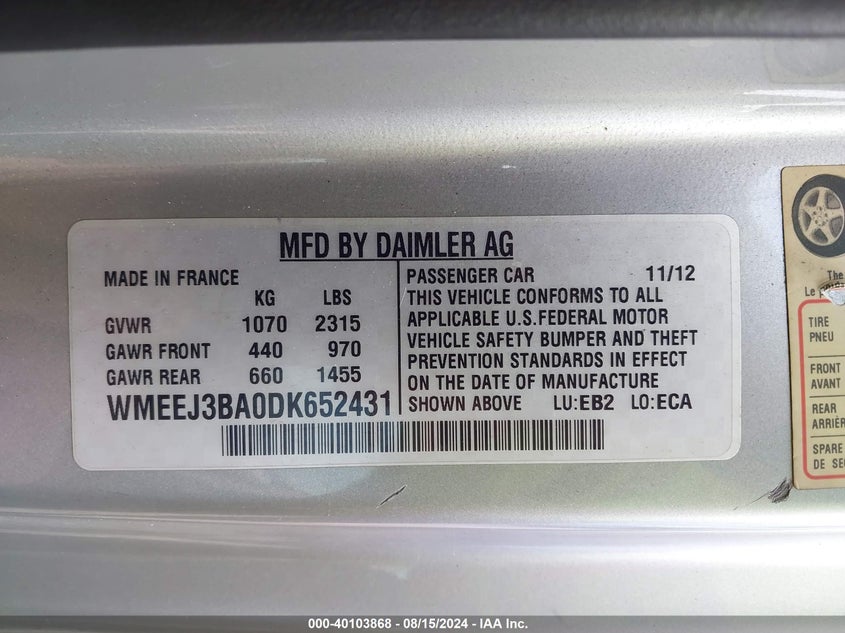 MFD BY DAIMLER AG
MADE IN FRANCE
KG LBS
GVWR 1070 2315
GAWR FRONT 440 970
GAWR REAR 660 1455
WMEEJ3BA0DK652431
PASSENGER CAR 11/12
THIS VEHICLE CONFORMS TO ALL
APPLICABLE U.S.FEDERAL MOTOR
VEHICLE SAFETY BUMPER AND THEFT
PREVENTION STANDARDS IN EFFECT
ON THE DATE OF MANUFACTURE
SHOWN ABOVE LU:EB2 LO:ECA
The
Le
TIRE
PNEU
FRONT
AVANT
REAR
SPARE
DE
000-40103868 - 08/15/2024 - IAA Inc.